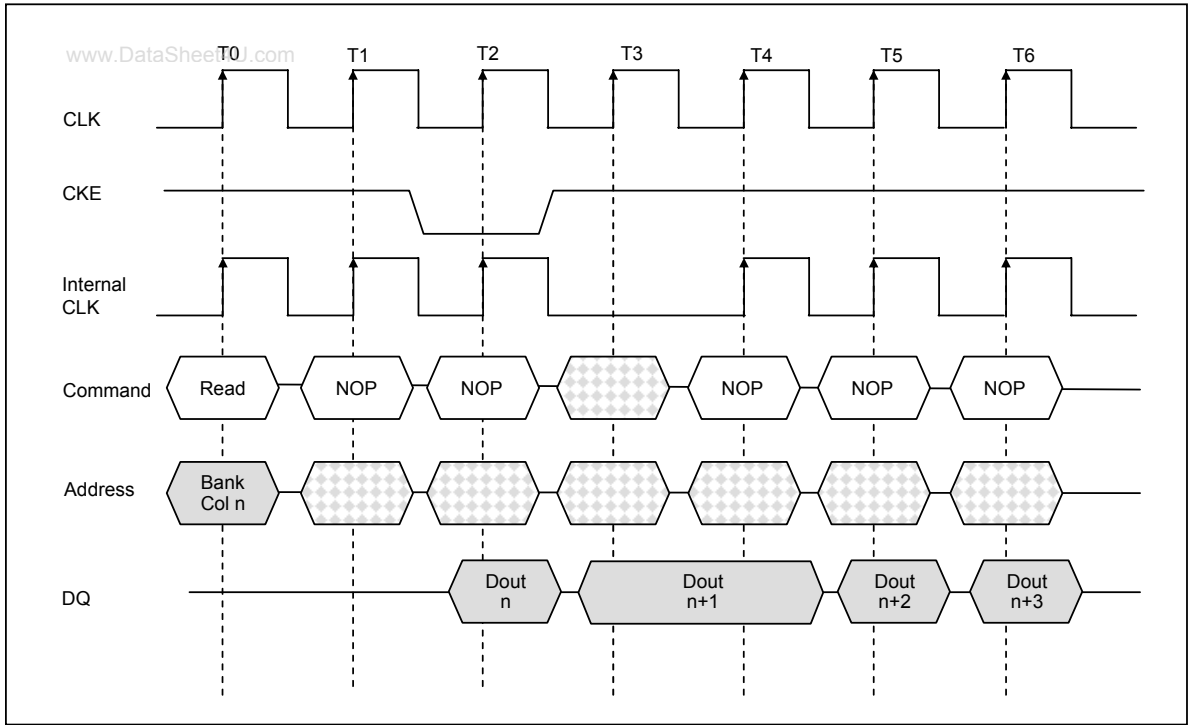 www.DataSheet4U.com
T0 T1 T2 T3 T4 T5 T6
CLK
CKE
Internal
CLK
Command Read NOP NOP NOP NOP NOP
Address Bank
Col n
DQ Dout
n Dout
n+1 Dout
n+2 Dout
n+3